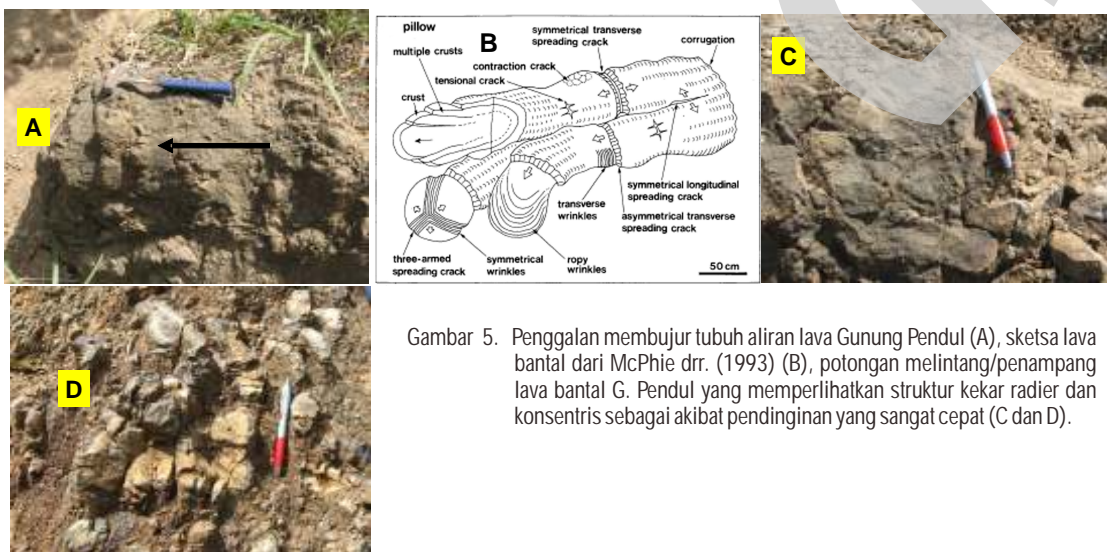 A
pillow
B
multiple crusts
contraction crack
tensional crack
crust
symmetrical transverse
spreading crack
corrugation
symmetrical longitudinal
spreading crack
transverse
wrinkles
asymmetrical transverse
spreading crack
three-armed
spreading crack
symmetrical
wrinkles
ropy
wrinkles
50 cm
C
D
Gambar 5. Penggalan membujur tubuh aliran lava Gunung Pendul (A), sketsa lava
bantal dari McPhie drr. (1993) (B), potongan melintang/penampang
lava bantal G. Pendul yang memperlihatkan struktur kekar radier dan
konsentris sebagai akibat pendinginan yang sangat cepat (C dan D).